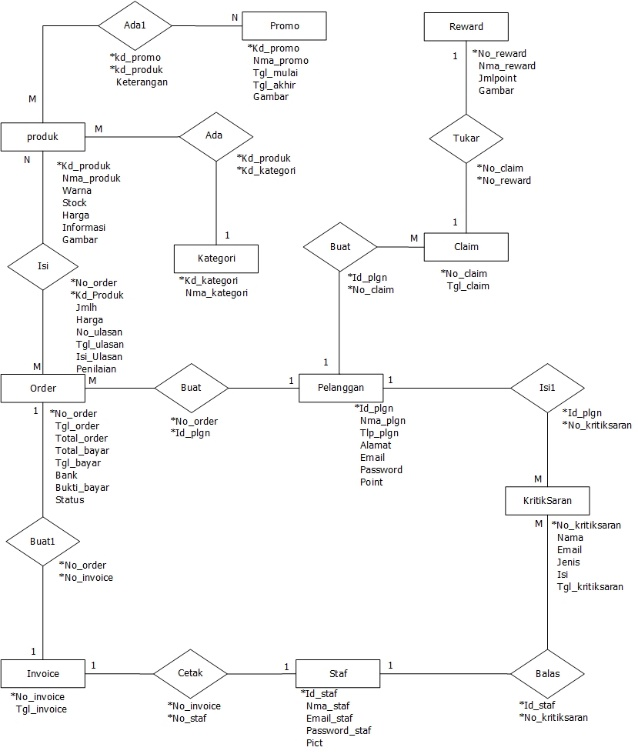 Ada1
N
Promo
Reward
*kd_promo
*kd_produk
Keterangan
*Kd_promo
Nma_promo
Tgl_mulai
Tgl_akhir
Gambar
1
*No_reward
Nma_reward
Jmlpoint
Gambar
M
produk
M
Ada
Tukar
N
*Kd_produk
Nma_produk
Warna
Stock
Harga
Informasi
Gambar
*Kd_produk
*Kd_kategori
*No_claim
*No_reward
1
1
Kategori
Buat
M
Claim
Isi
*Kd_kategori
Nma_kategori
*Id_plgn
*No_claim
*No_claim
Tgl_claim
*No_order
*Kd_Produk
Jmlh
Harga
No_ulasan
Tgl_ulasan
Isi_Ulasan
Penilaian
M
1
Order
M
Buat
1
Pelanggan
1
Isi1
1
*No_order
Tgl_order
Total_order
Total_bayar
Tgl_bayar
Bank
Bukti_bayar
Status
*No_order
*Id_plgn
*Id_plgn
Nma_plgn
Tlp_plgn
Alamat
Email
Password
Point
*Id_plgn
*No_kritiksaran
M
KritikSaran
M
*No_kritiksaran
Nama
Email
Jenis
Isi
Tgl_kritiksaran
Buat1
*No_order
*No_invoice
1
Invoice
1
Cetak
1
Staf
1
Balas
*No_invoice
Tgl_invoice
*No_invoice
*No_staf
*Id_staf
Nma_staf
Email_staf
Password_staf
Pict
*Id_staf
*No_kritiksaran